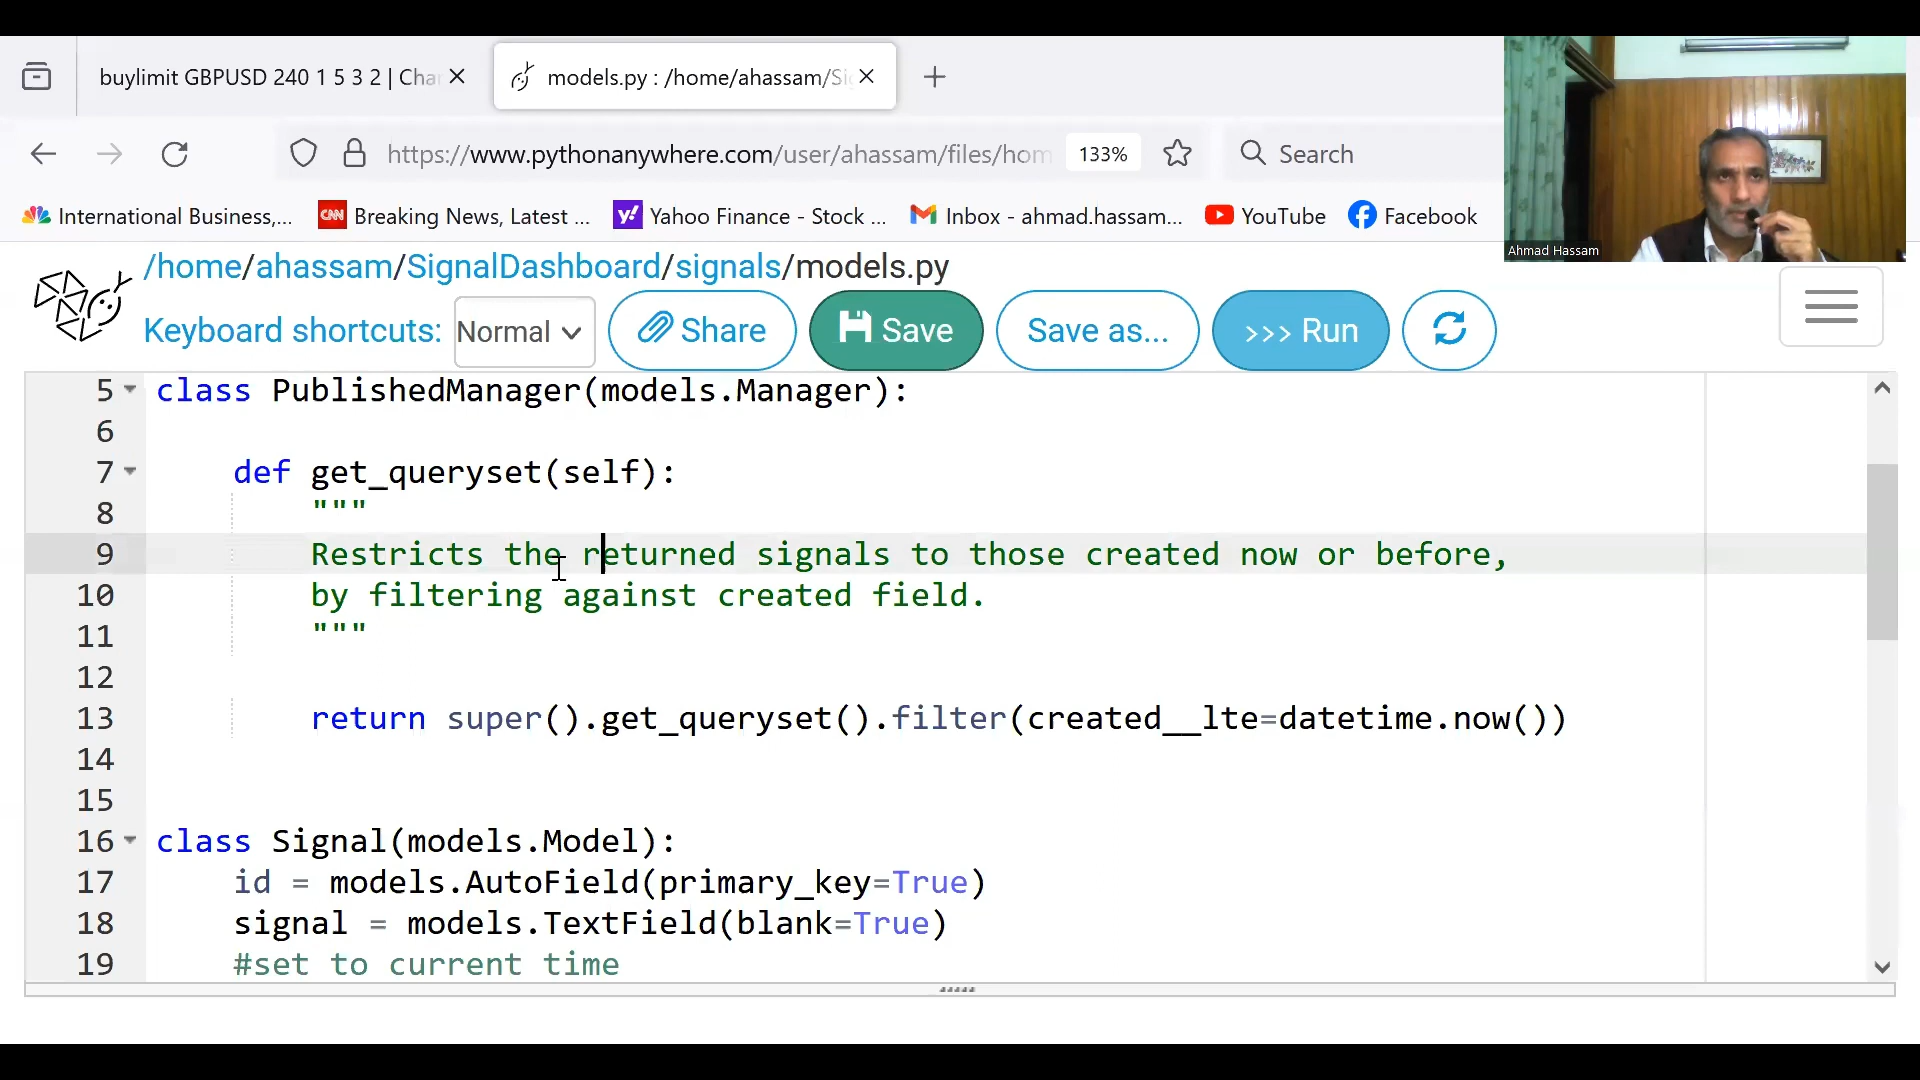 buylimit GBPUSD 240 1 5 3 2 | Cha
models.py : /home/ahassam/Si
https://www.pythonanywhere.com/user/ahassam/files/hom
133%
Search
International Business,...
CNN
Breaking News, Latest ...
y!
Yahoo Finance - Stock ...
Inbox - ahmad.hassam...
YouTube
Facebook
Ahmad Hassam
/home/ahassam/SignalDashboard/signals/models.py
Keyboard shortcuts:
Normal
Share
Save
Save as...
>>> Run
5 class PublishedManager(models.Manager):
6
7 def get_queryset(self):
8 """
9 Restricts the returned signals to those created now or before,
10 by filtering against created field.
11 """
12
13 return super().get_queryset().filter(created__lte=datetime.now())
14
15
16 class Signal(models.Model):
17 id = models.AutoField(primary_key=True)
18 signal = models.TextField(blank=True)
19 #set to current time